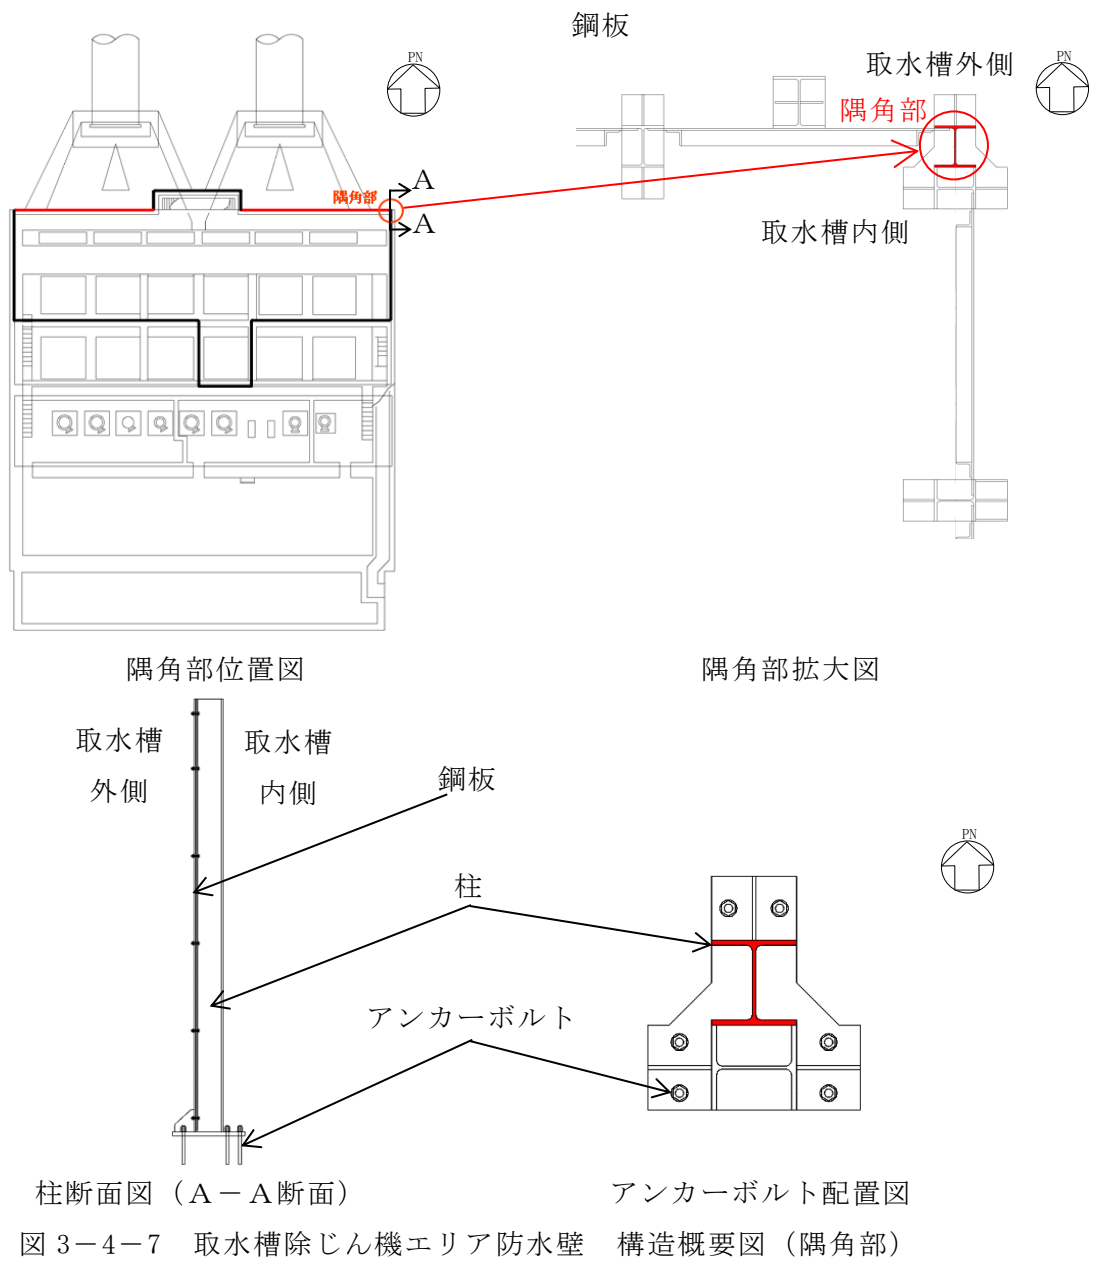 鋼板
PN
取水槽外側
PN
隅角部
隅角部
A
A
取水槽内側
隅角部位置図
隅角部拡大図
取水槽
外側
取水槽
内側
鋼板
PN
柱
アンカーボルト
柱断面図（A－A断面）
アンカーボルト配置図
図 3－4－7　取水槽除じん機エリア防水壁　構造概要図（隅角部）